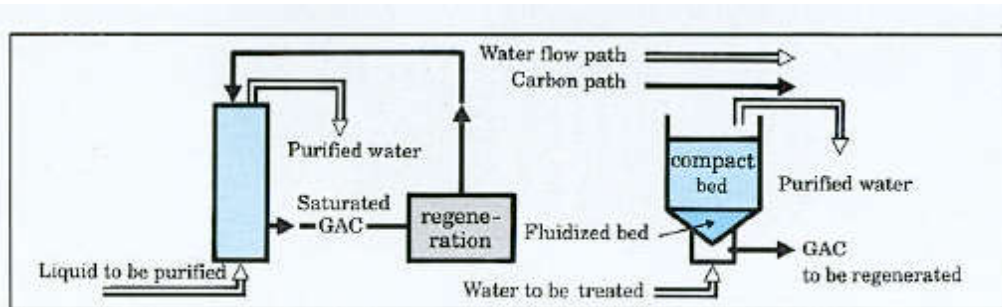 Water flow path
Carbon path
Purified water
Saturated
GAC
regene-
ration
Liquid to be purified
compact
bed
Purified water
Fluidized bed
GAC
to be regenerated
Water to be treated